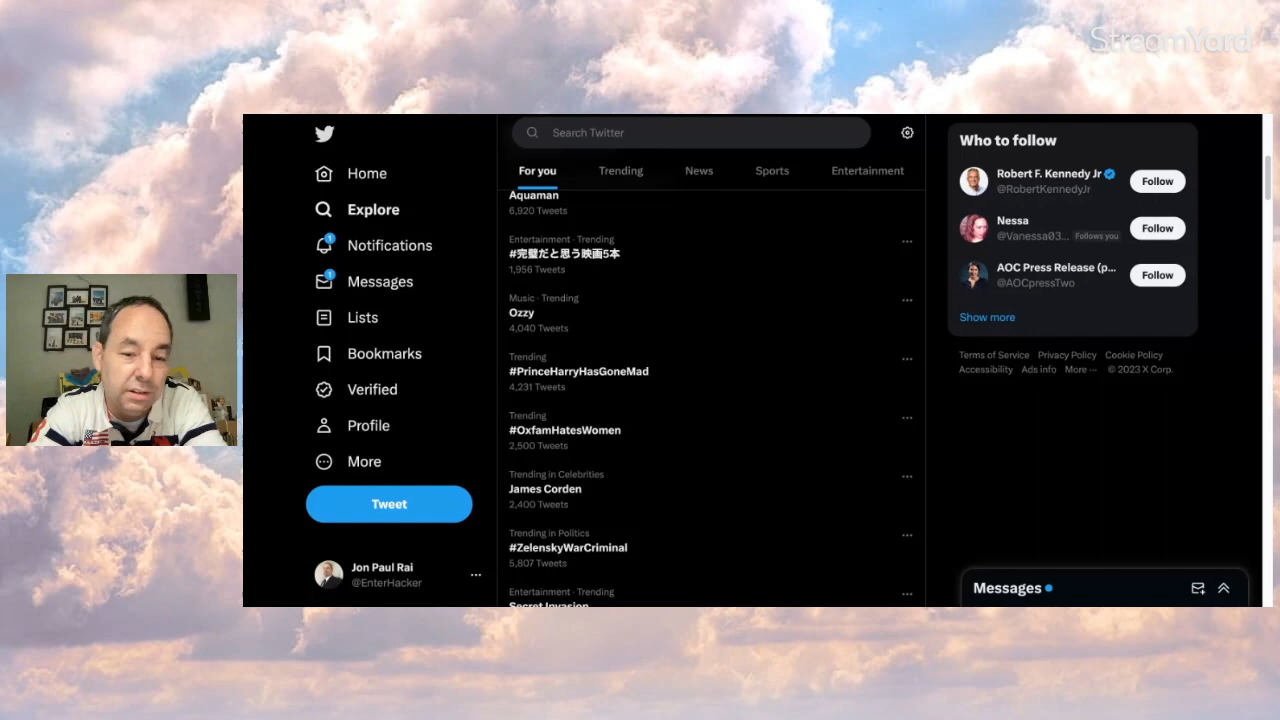 StreamYard
Search Twitter
For you
Trending
News
Sports
Entertainment
Home
Explore
Notifications
Messages
Lists
Bookmarks
Verified
Profile
More
Tweet
Jon Paul Rai
@EnterHacker
Aquaman
6,920 Tweets
Entertainment · Trending
#完璧だと思う映画5本
1,956 Tweets
Music · Trending
Ozzy
4,040 Tweets
Trending
#PrinceHarryHasGoneMad
4,231 Tweets
Trending
#OxfamHatesWomen
2,500 Tweets
Trending in Celebrities
James Corden
2,400 Tweets
Trending in Politics
#ZelenskyWarCriminal
5,807 Tweets
Entertainment · Trending
Secret Invasion
Who to follow
Robert F. Kennedy Jr
@RobertKennedyJr
Follow
Nessa
@Vanessa03... Follows you
Follow
AOC Press Release (p...
@AOCpressTwo
Follow
Show more
Terms of Service Privacy Policy Cookie Policy
Accessibility Ads info More ··· © 2023 X Corp.
Messages